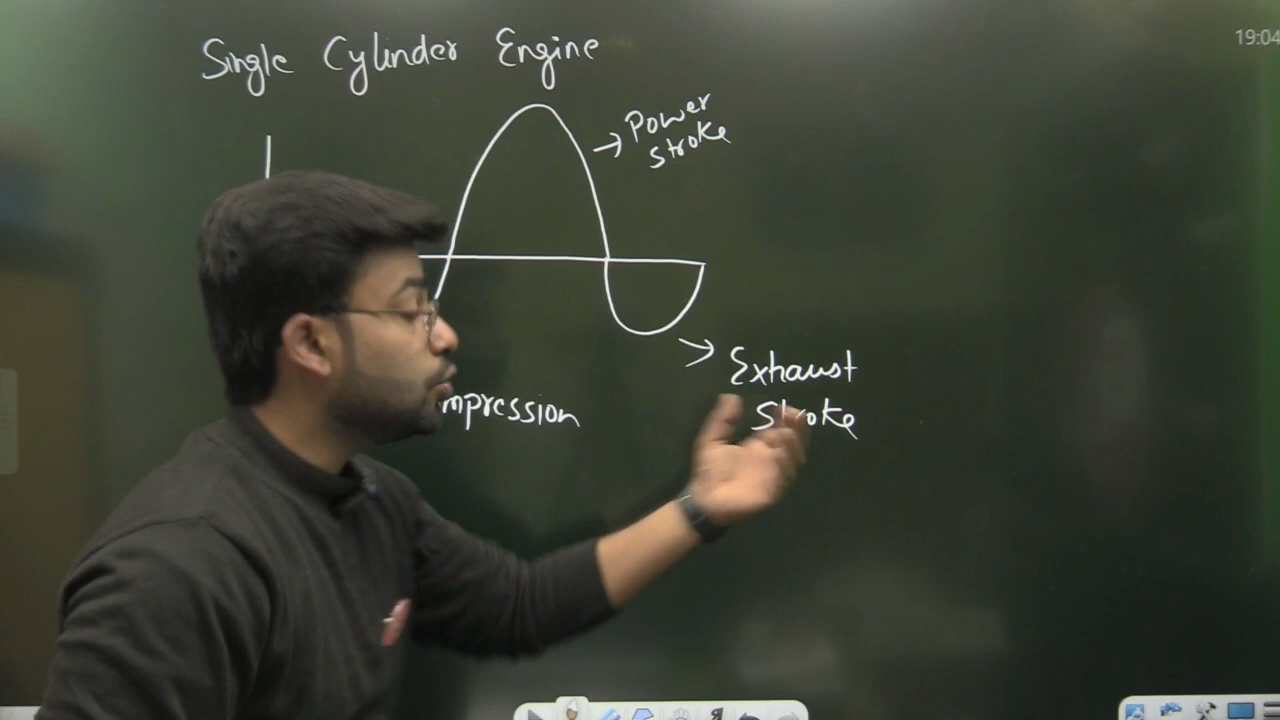 Single Cylinder Engine
19:04
Power
Stroke
Exhaust
Stroke
mpression